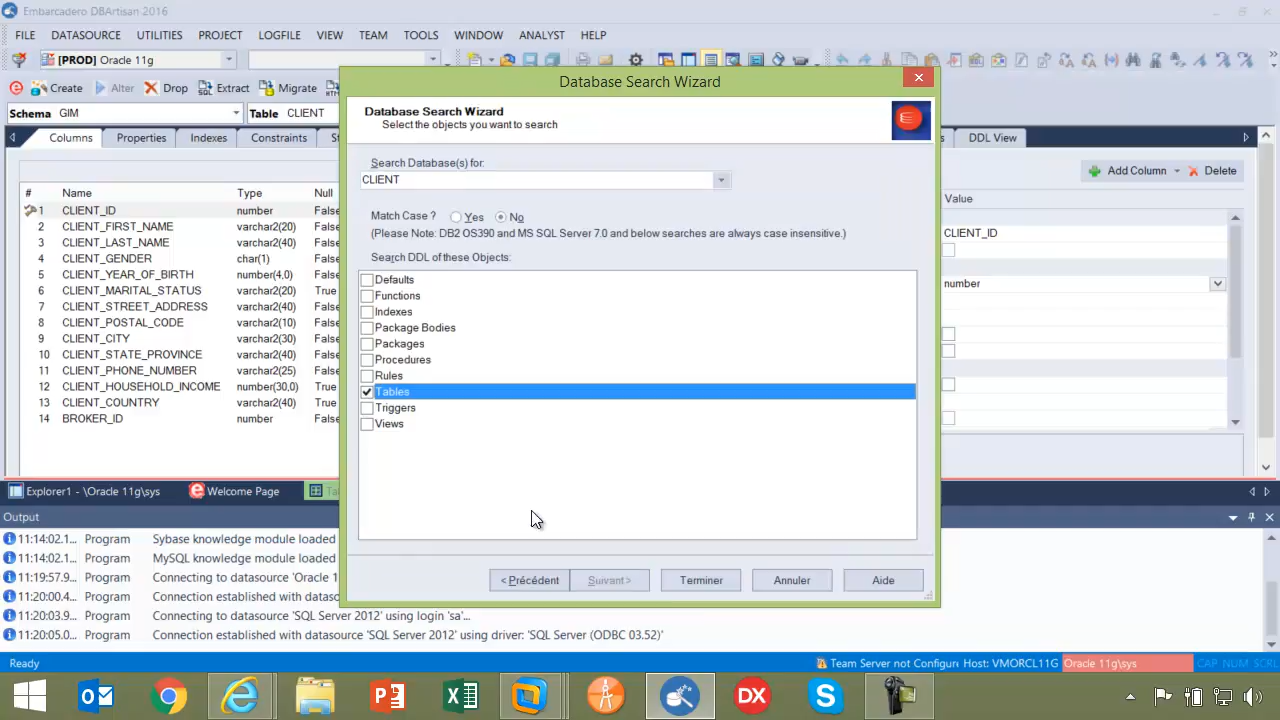 Embarcadero DBArtisan 2016
FILE DATASOURCE UTILITIES PROJECT LOGFILE VIEW TEAM TOOLS WINDOW ANALYST HELP
[PROD] Oracle 11g
Create Alter Drop Extract Migrate
Schema GIM Table CLIENT
Columns Properties Indexes Constraints DDL View
Add Column Delete
# Name Type Null
1 CLIENT_ID number False
2 CLIENT_FIRST_NAME varchar2(20) False
3 CLIENT_LAST_NAME varchar2(40) False
4 CLIENT_GENDER char(1) False
5 CLIENT_YEAR_OF_BIRTH number(4,0) False
6 CLIENT_MARITAL_STATUS varchar2(20) True
7 CLIENT_STREET_ADDRESS varchar2(40) False
8 CLIENT_POSTAL_CODE varchar2(10) False
9 CLIENT_CITY varchar2(30) False
10 CLIENT_STATE_PROVINCE varchar2(40) False
11 CLIENT_PHONE_NUMBER varchar2(25) False
12 CLIENT_HOUSEHOLD_INCOME number(30,0) True
13 CLIENT_COUNTRY varchar2(40) False
14 BROKER_ID number False
Value
CLIENT_ID
number
Database Search Wizard
Database Search Wizard
Select the objects you want to search
Search Database(s) for:
CLIENT
Match Case ? Yes No
(Please Note: DB2 OS390 and MS SQL Server 7.0 and below searches are always case insensitive.)
Search DDL of these Objects:
Defaults
Functions
Indexes
Package Bodies
Packages
Procedures
Rules
Tables
Triggers
Views
< Précédent Suivant > Terminer Annuler Aide
Explorer1 - \Oracle 11g\sys Welcome Page
Output
11:14:02.1... Program Sybase knowledge module loaded
11:14:02.1... Program MySQL knowledge module loaded
11:19:57.9... Program Connecting to datasource 'Oracle 1
11:20:00.4... Program Connection established with datas
11:20:03.9... Program Connecting to datasource 'SQL Server 2012' using login 'sa'...
11:20:05.0... Program Connection established with datasource 'SQL Server 2012' using driver: 'SQL Server (ODBC 03.52)'
Ready Team Server not Configure Host: VMORCL11G Oracle 11g\sys CAP NUM SCRL
DX